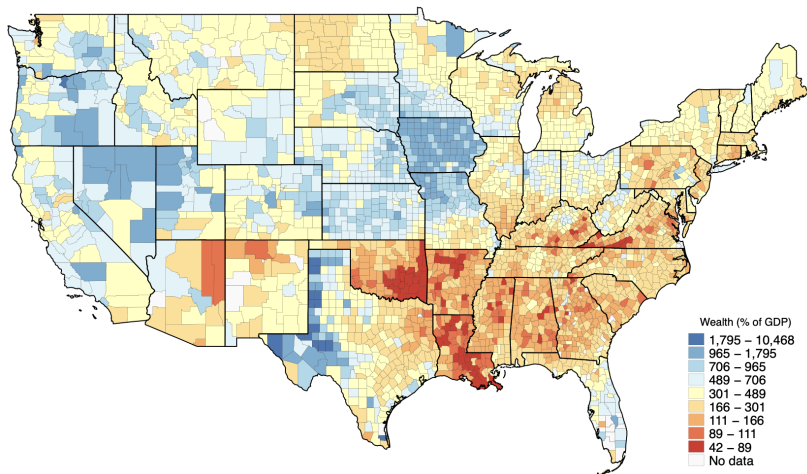 Wealth (% of GDP)
1,795 – 10,468
965 – 1,795
706 – 965
489 – 706
301 – 489
166 – 301
111 – 166
89 – 111
42 – 89
No data